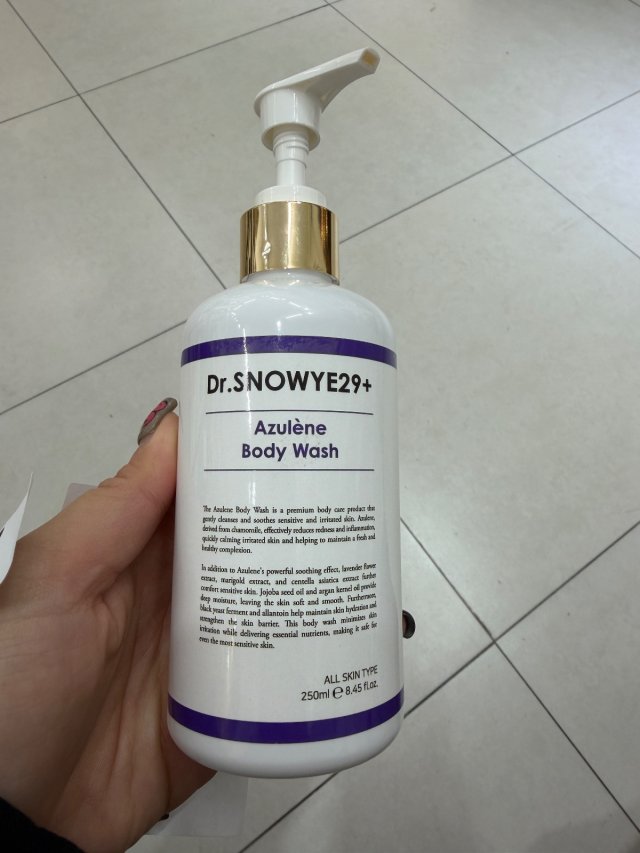 Dr.SNOWYE29+
Azulène
Body Wash
The Azulene Body Wash is a premium body care product that
gently cleanses and soothes sensitive and irritated skin. Azulene,
derived from chamomile, effectively reduces redness and inflammation,
quickly calming irritated skin and helping to maintain a fresh and
healthy complexion.
In addition to Azulene's powerful soothing effect, lavender flower
extract, marigold extract, and centella asiatica extract further
comfort sensitive skin. Jojoba seed oil and argan kernel oil provide
deep moisture, leaving the skin soft and smooth. Furthermore,
black yeast ferment and allantoin help maintain skin hydration and
strengthen the skin barrier. This body wash minimizes skin
irritation while delivering essential nutrients, making it safe for
even the most sensitive skin.
ALL SKIN TYPE
250ml ℮ 8.45 fl.oz.